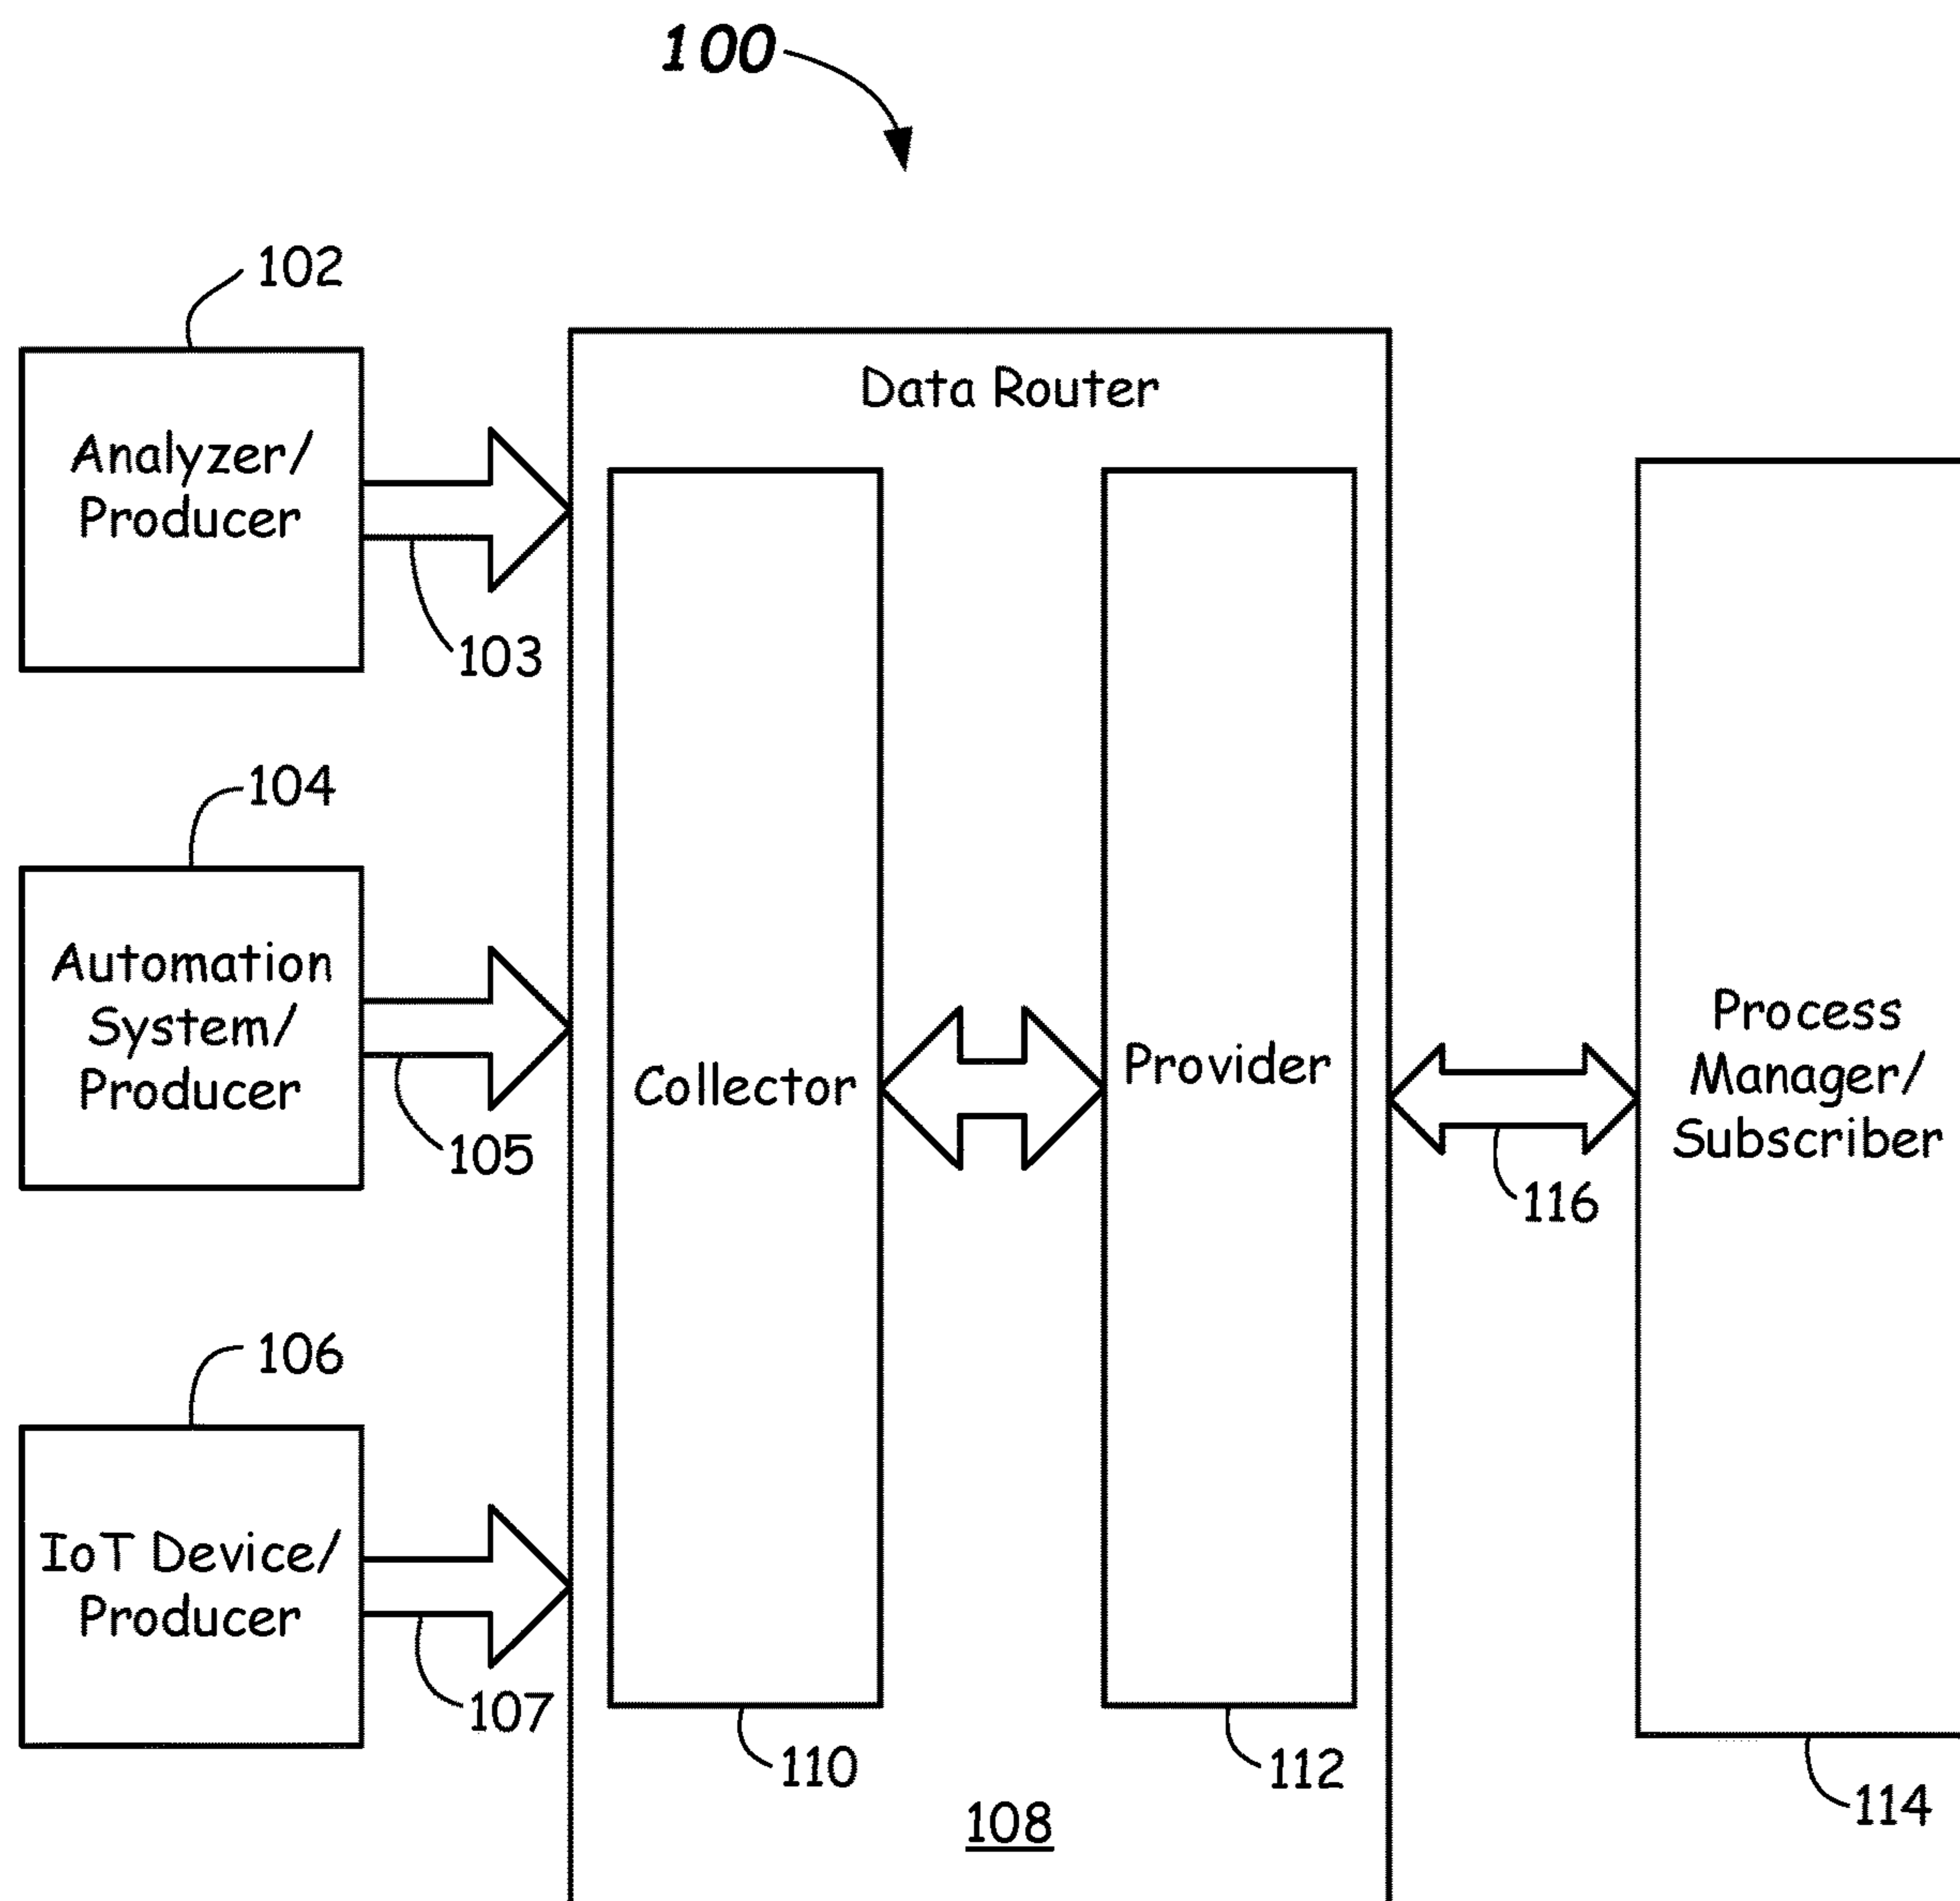 100
102
Analyzer/
Producer
103
104
Automation
System/
Producer
105
106
IoT Device/
Producer
107
Data Router
Collector
Provider
110
112
108
116
Process
Manager/
Subscriber
114